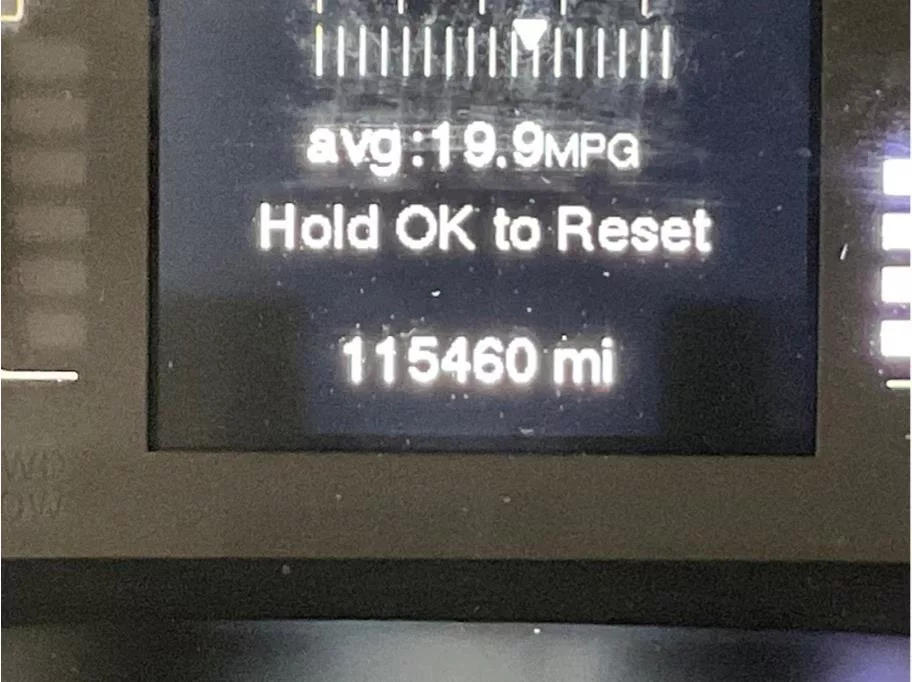 avg:19.9MPG
Hold OK to Reset
115460 mi